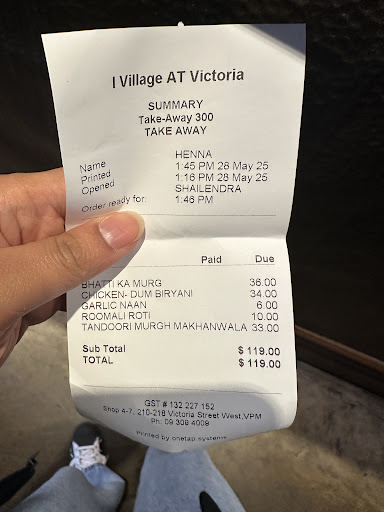 I Village AT Victoria
SUMMARY
Take-Away 300
TAKE AWAY
Name HENNA
Printed 1:45 PM 28 May 25
Opened 1:16 PM 28 May 25
SHAILENDRA
Order ready for: 1:46 PM
Paid Due
BHATTI KA MURG 36.00
CHICKEN- DUM BIRYANI 34.00
GARLIC NAAN 6.00
ROOMALI ROTI 10.00
TANDOORI MURGH MAKHANWALA 33.00
Sub Total $ 119.00
TOTAL $ 119.00
GST # 132 227 152
Shop 4-7, 210-218 Victoria Street West,VPM
Ph. 09 309 4009
Printed by onetap systems